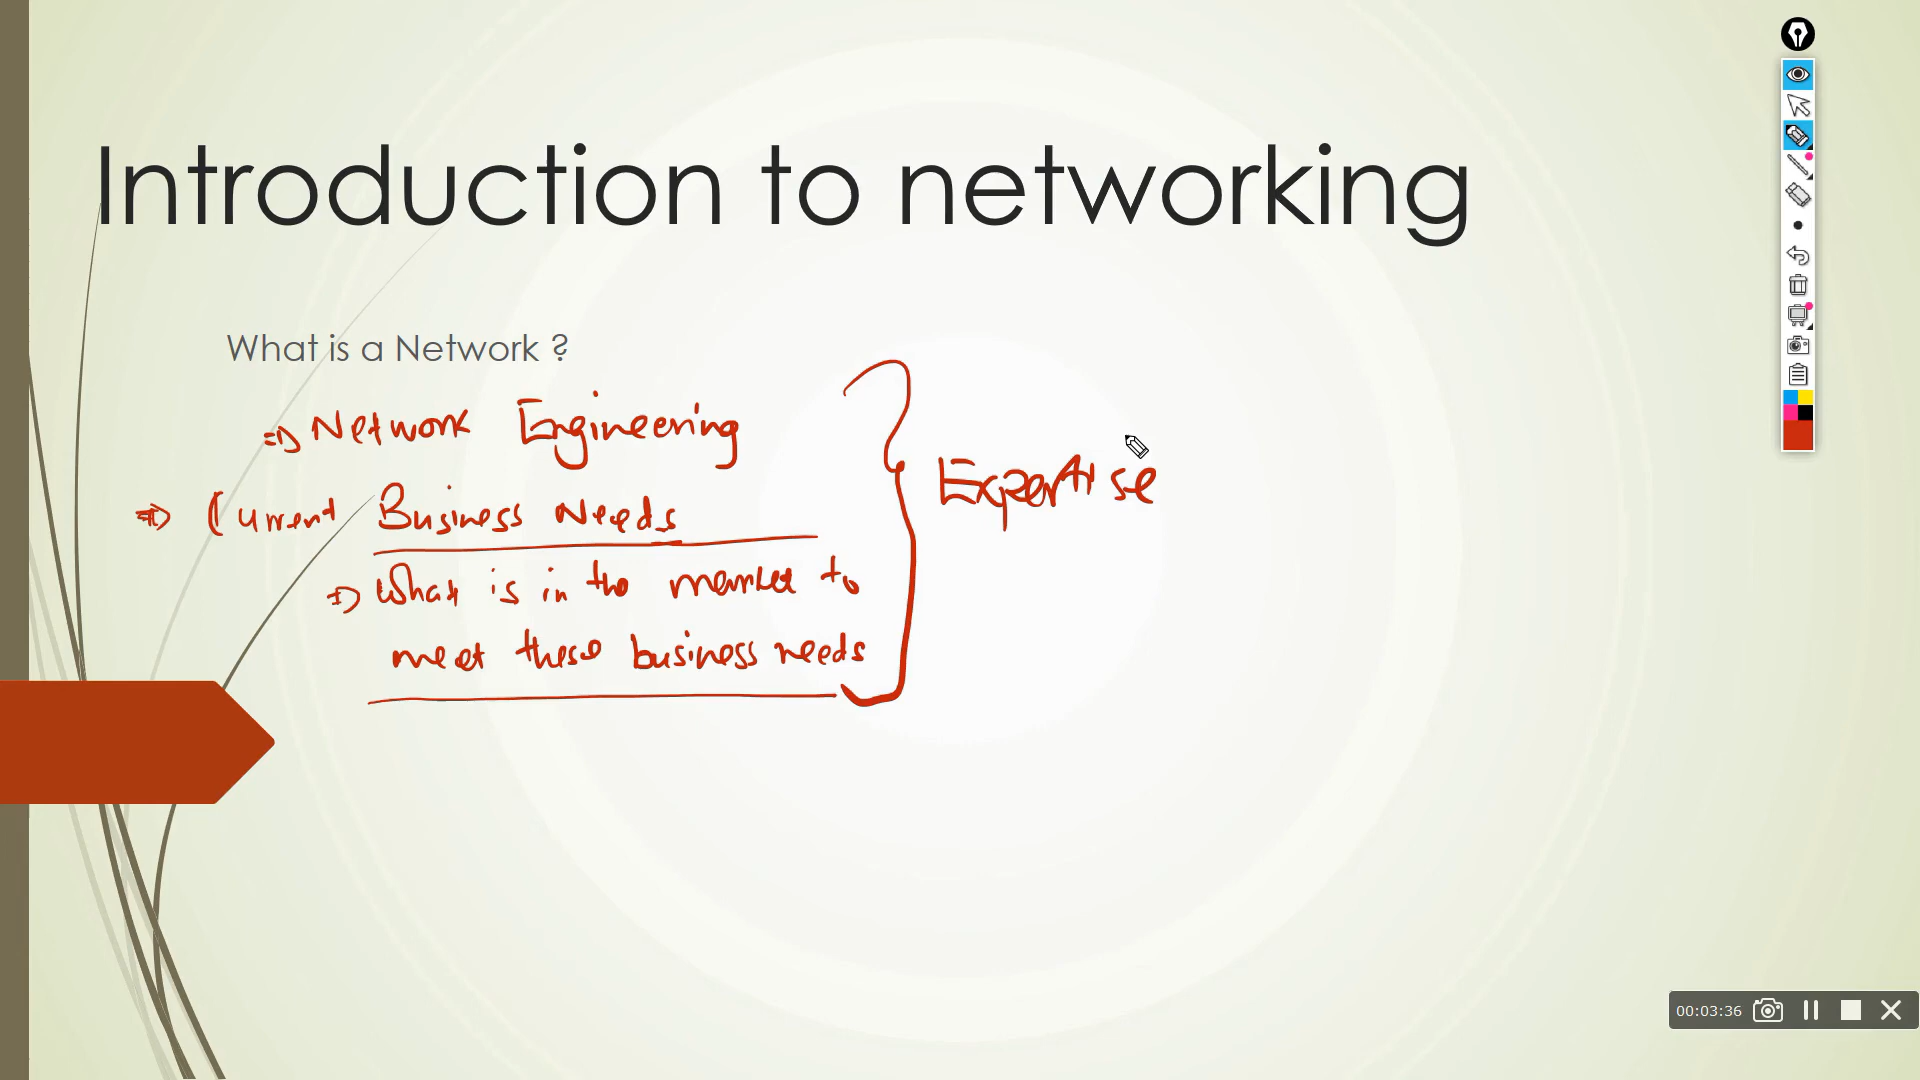 Introduction to networking
What is a Network ?
⇒ Network Engineering
⇒ Current Business Needs
⇒ What is in the market to
meet these business needs
Expertise
00:03:36